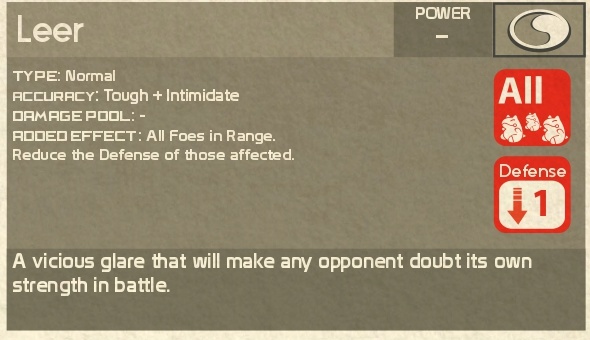 Leer
POWER
–
TYPE: Normal
ACCURACY: Tough + Intimidate
DAMAGE POOL: -
ADDED EFFECT: All Foes in Range.
Reduce the Defense of those affected.
All
Defense
1
A vicious glare that will make any opponent doubt its own
strength in battle.